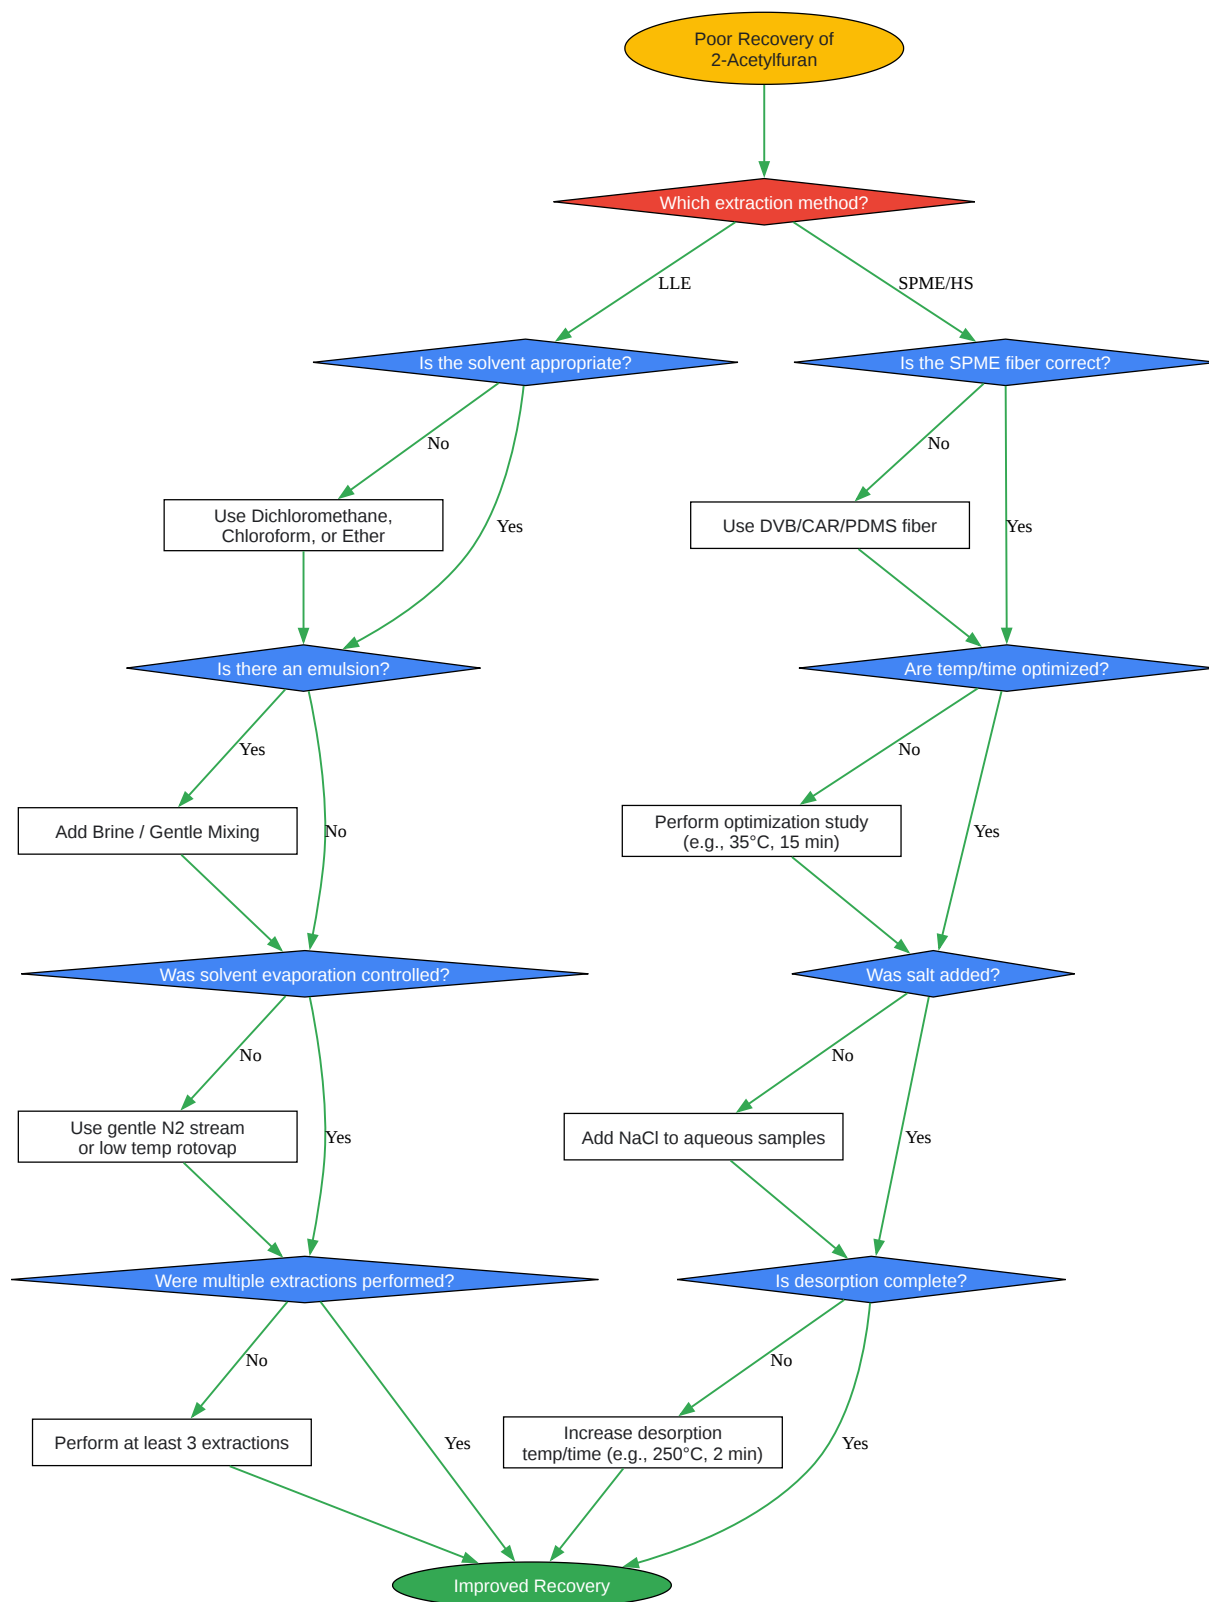 Poor Recovery of
2-Acetylfuran
Which extraction method?
LLE
SPME/HS
Is the solvent appropriate?
Is the SPME fiber correct?
No
No
Use Dichloromethane,
Chloroform, or Ether
Yes
Use DVB/CAR/PDMS fiber
Yes
Is there an emulsion?
Are temp/time optimized?
Yes
No
Add Brine / Gentle Mixing
No
Perform optimization study
(e.g., 35°C, 15 min)
Yes
Was solvent evaporation controlled?
Was salt added?
No
No
Use gentle N2 stream
or low temp rotovap
Yes
Add NaCl to aqueous samples
Yes
Were multiple extractions performed?
Is desorption complete?
No
No
Perform at least 3 extractions
Yes
Increase desorption
temp/time (e.g., 250°C, 2 min)
Yes
Improved Recovery